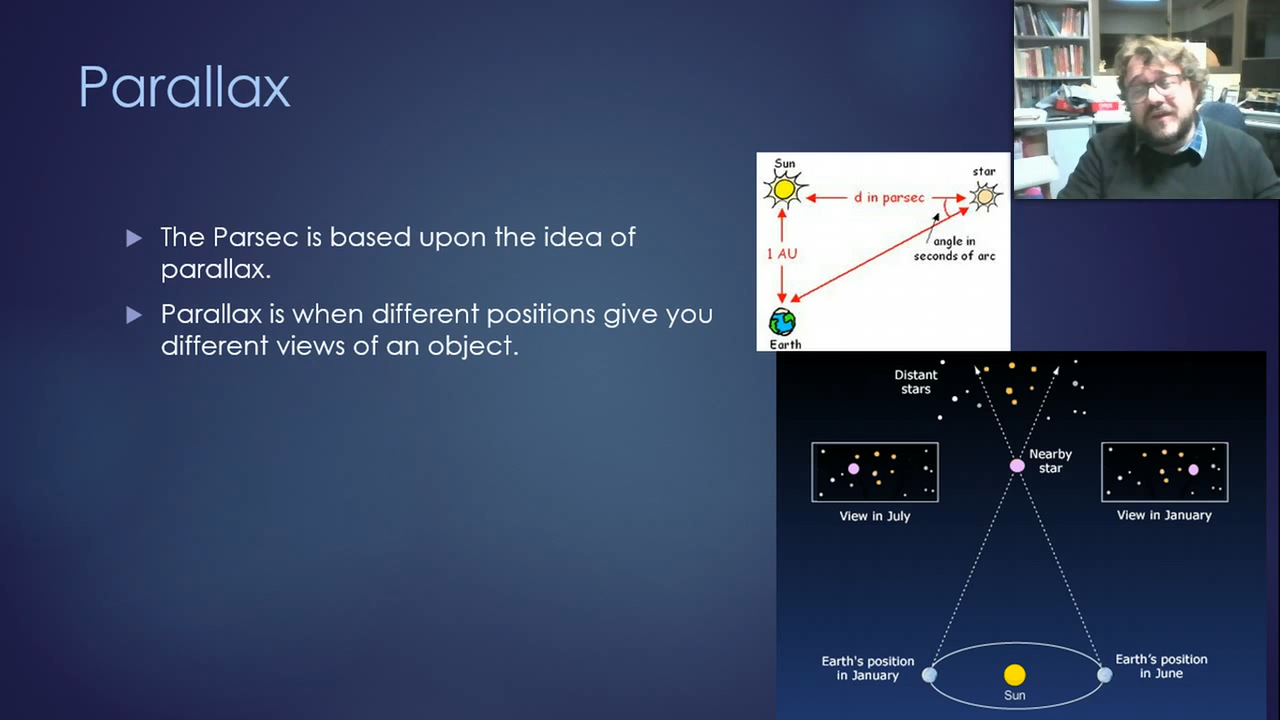 Parallax
The Parsec is based upon the idea of
parallax.
Parallax is when different positions give you
different views of an object.
Sun
star
d in parsec
1 AU
angle in
seconds of arc
Earth
Distant
stars
Nearby
star
View in July
View in January
Earth's position
in January
Sun
Earth's position
in June